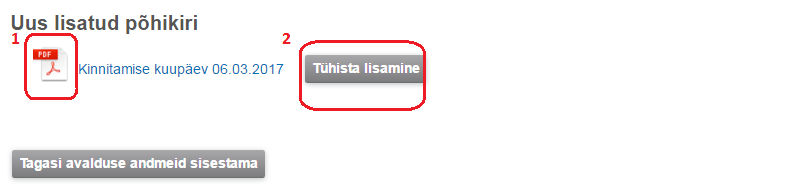 Uus lisatud põhikiri
1 PDF Kinnitamise kuupäev 06.03.2017 2 Tühista lisamine
Tagasi avalduse andmeid sisestama